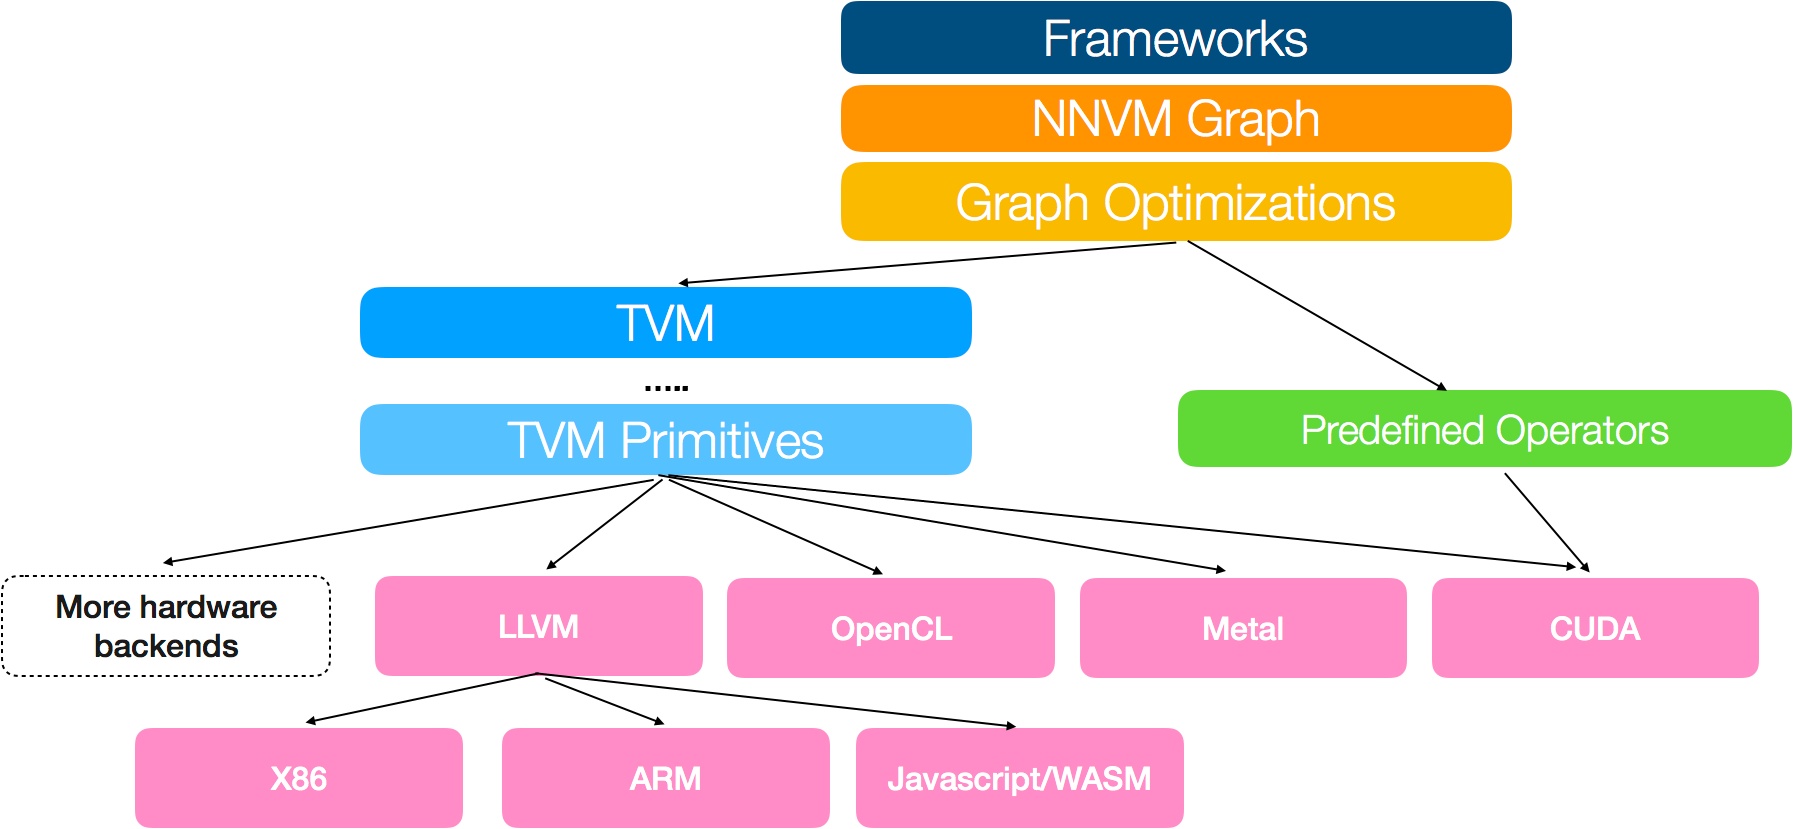 Frameworks
NNVM Graph
Graph Optimizations
TVM
.....
TVM Primitives
Predefined Operators
More hardware
backends
LLVM
OpenCL
Metal
CUDA
X86
ARM
Javascript/WASM